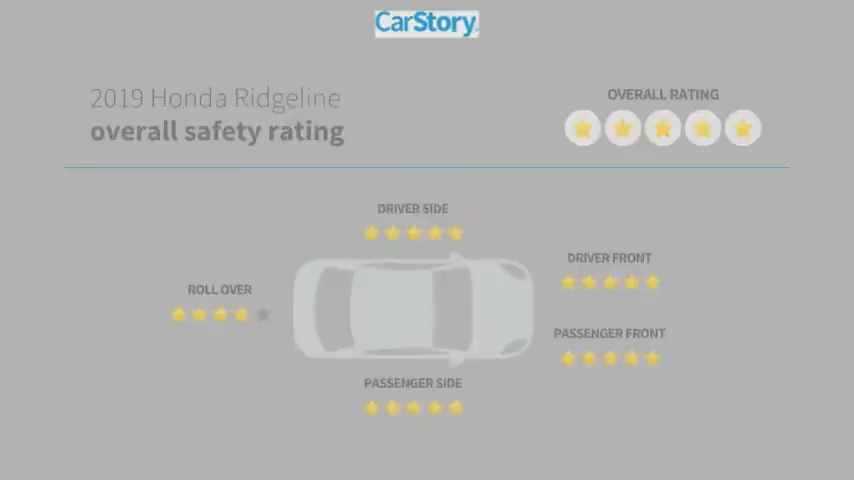 CarStory
2019 Honda Ridgeline
overall safety rating
OVERALL RATING
DRIVER SIDE
DRIVER FRONT
ROLL OVER
PASSENGER FRONT
PASSENGER SIDE